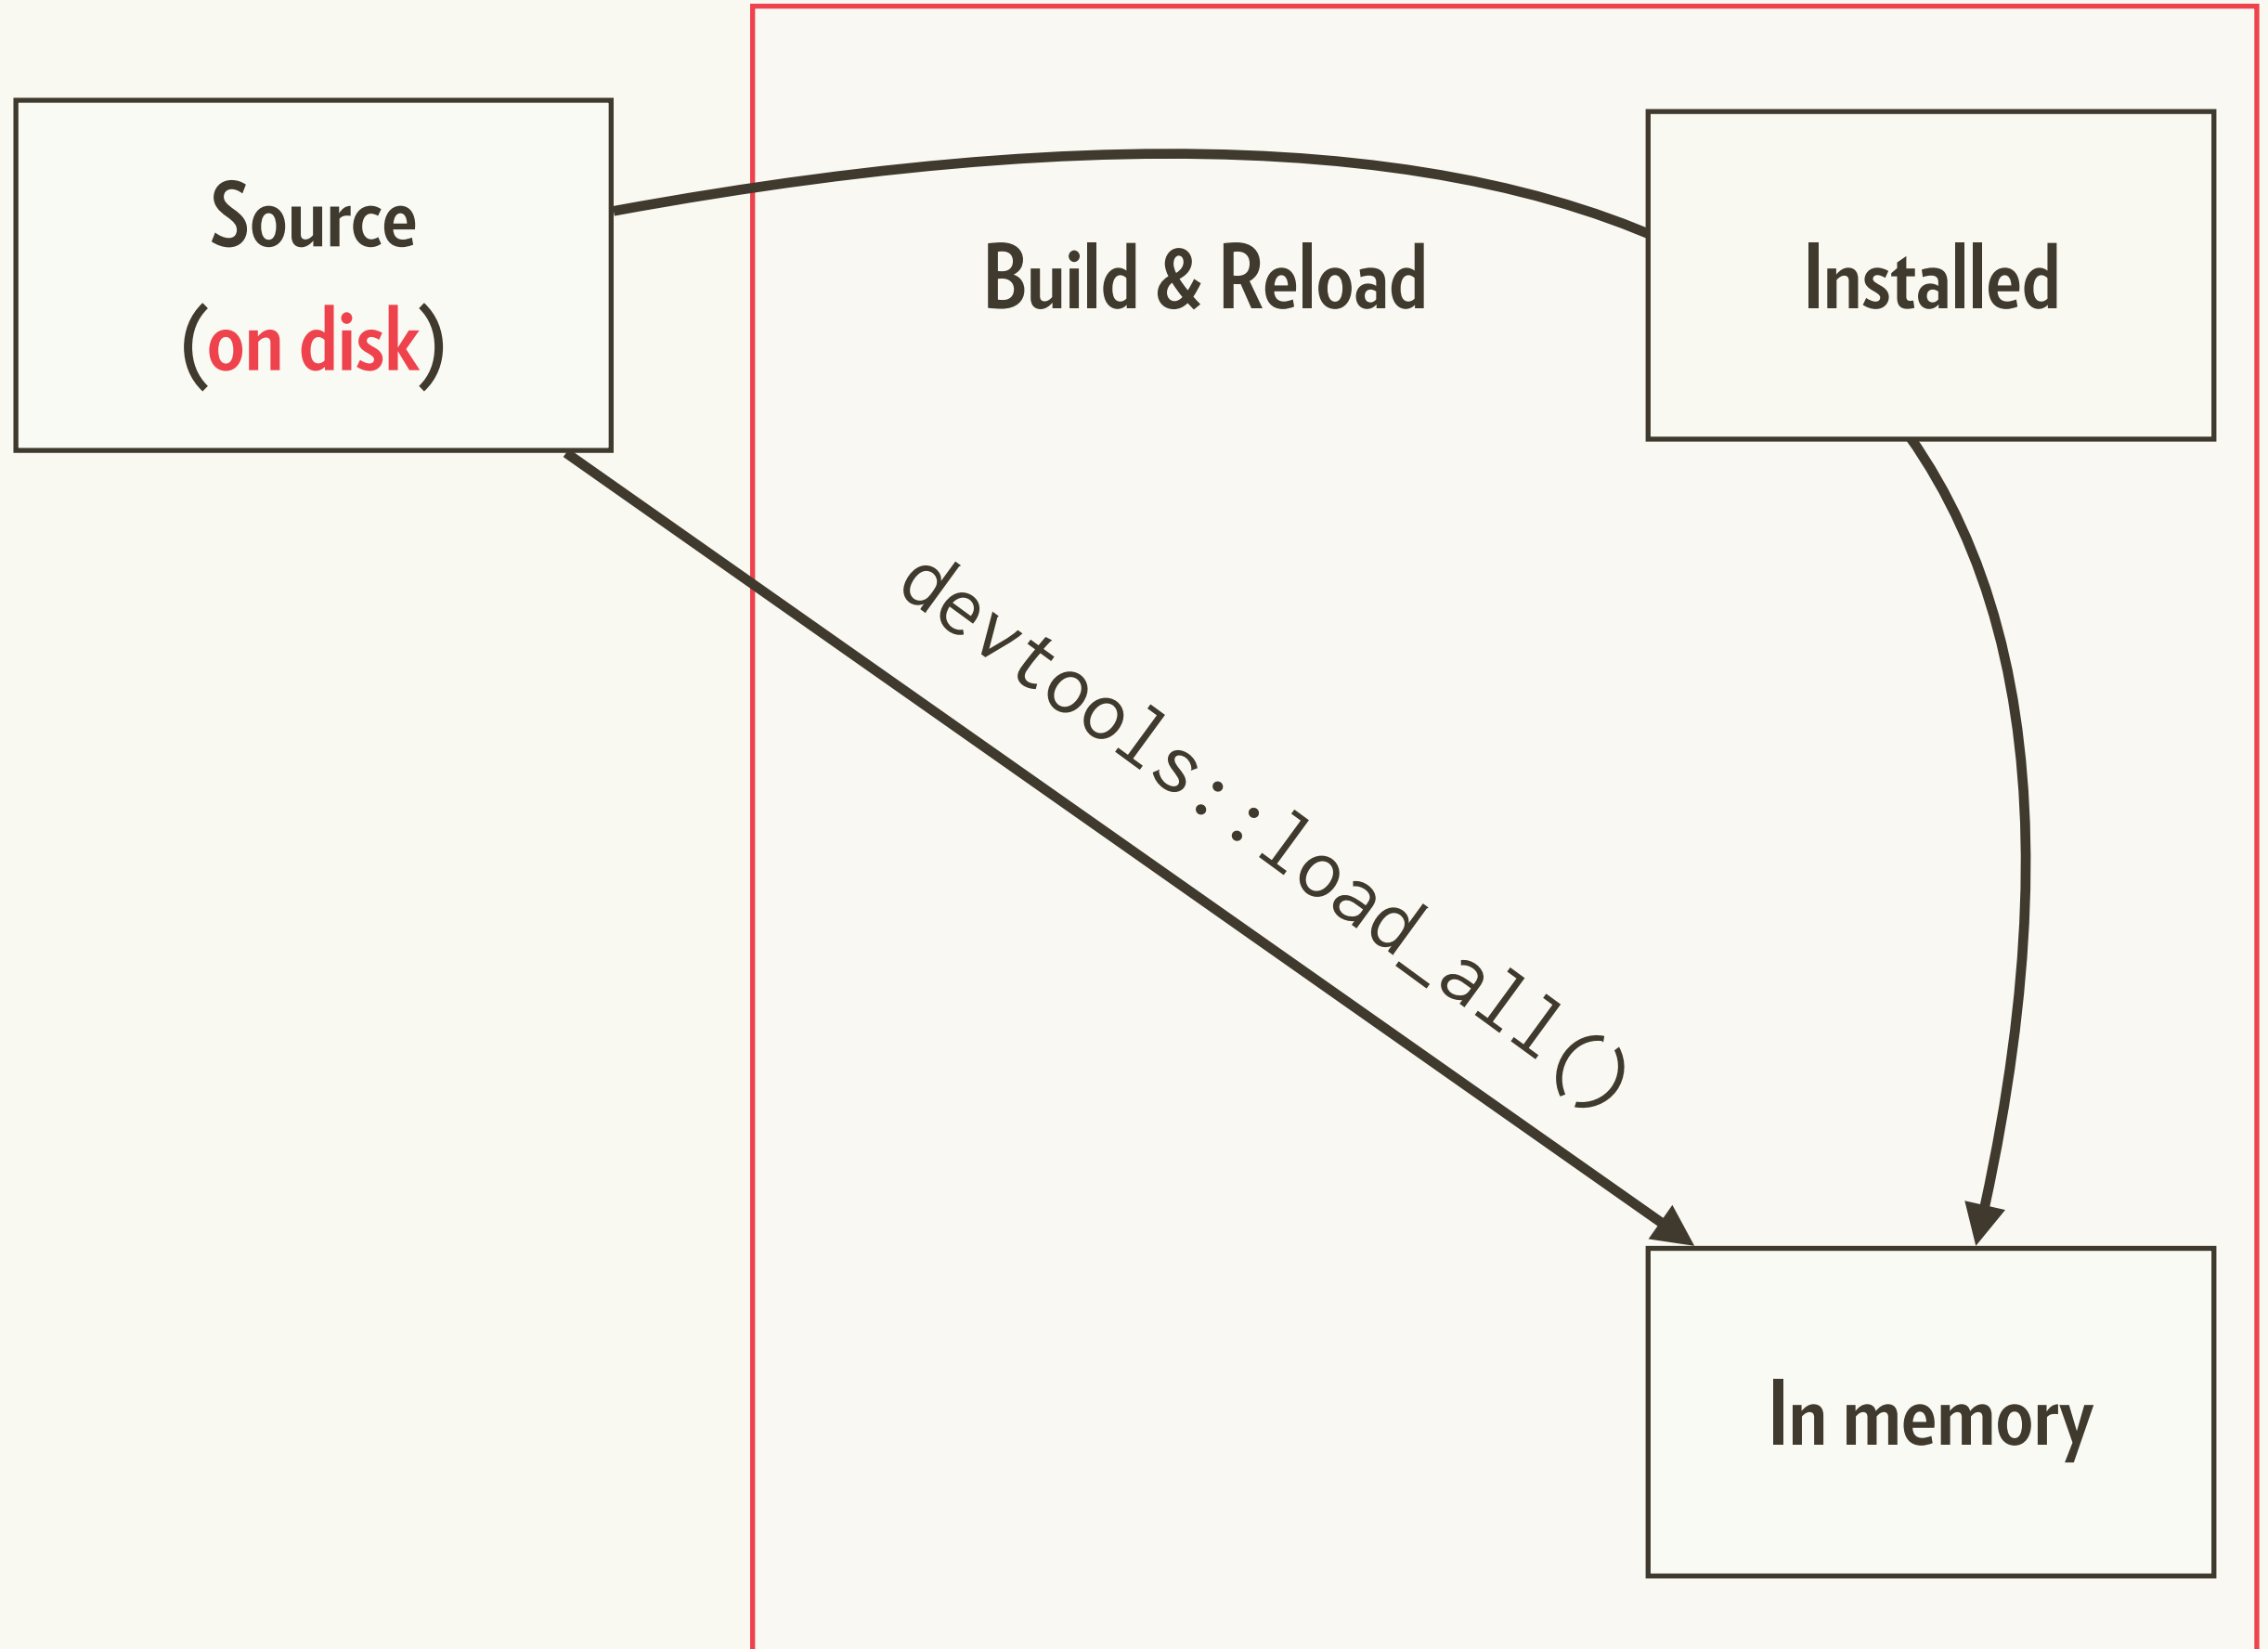 Source
(on disk)
Build & Reload
Installed
devtools::load_all()
In memory